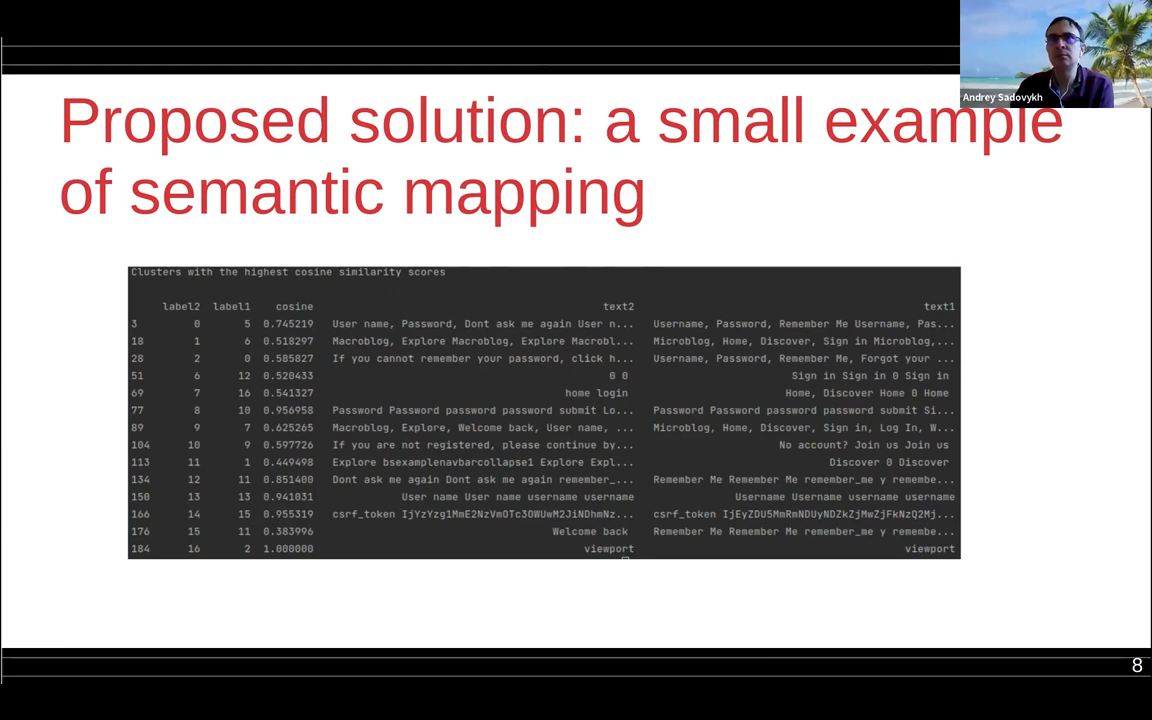 Andrey Sadovykh
Proposed solution: a small example
of semantic mapping
Clusters with the highest cosine similarity scores
label2 label1 cosine text2 text1
3 0 5 0.745219 User name, Password, Dont ask me again User n... Username, Password, Remember Me Username, Pas...
18 1 6 0.518297 Macroblog, Explore Macroblog, Explore Macrobl... Microblog, Home, Discover, Sign in Microblog,...
28 2 0 0.585827 If you cannot remember your password, click h... Username, Password, Remember Me, Forgot your ...
51 6 12 0.520433 0 0 Sign in Sign in 0 Sign in
69 7 16 0.541327 home login Home, Discover Home 0 Home
77 8 10 0.956958 Password Password password password submit Lo... Password Password password password submit Si...
89 9 7 0.625265 Macroblog, Explore, Welcome back, User name, ... Microblog, Home, Discover, Sign in, Log In, W...
104 10 9 0.597726 If you are not registered, please continue by... No account? Join us Join us
113 11 1 0.449498 Explore bsexamplenavbarcollapse1 Explore Expl... Discover 0 Discover
134 12 11 0.851400 Dont ask me again Dont ask me again remember_... Remember Me Remember Me remember_me y remembe...
150 13 13 0.941031 User name User name username username Username Username username username
166 14 15 0.955319 csrf_token csrf_token
176 15 11 0.383996 Welcome back Remember Me Remember Me remember_me y remembe...
184 16 2 1.000000 viewport viewport
8